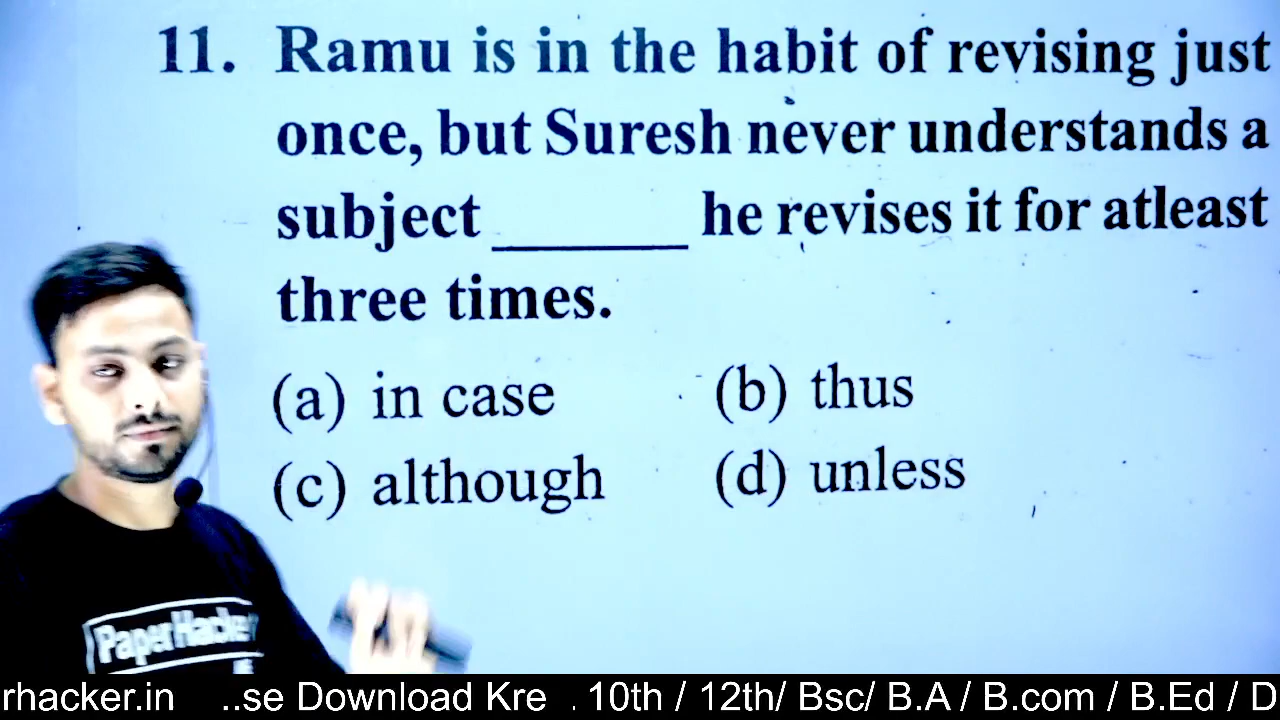 11. Ramu is in the habit of revising just
once, but Suresh never understands a
subject ______ he revises it for atleast
three times.
(a) in case (b) thus
(c) although (d) unless
PaperHacker
rhacker.in ..se Download Kre . 10th / 12th/ Bsc/ B.A / B.com / B.Ed / D